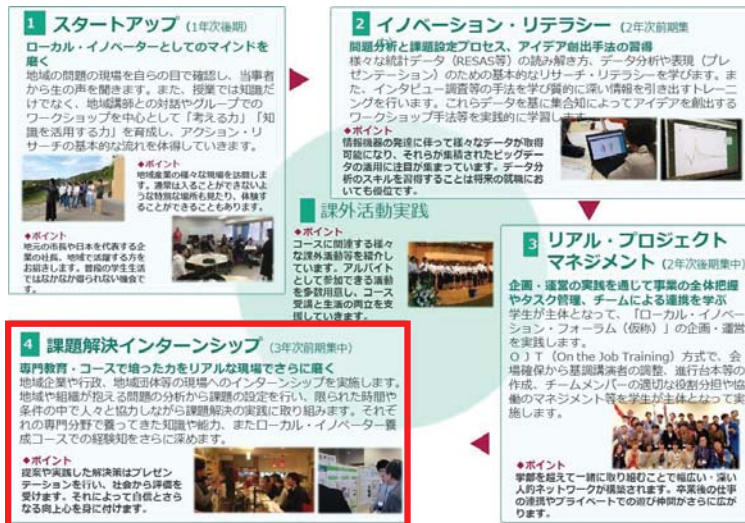 1 スタートアップ (1年次後期)
ローカル・イノベーターとしてのマインドを
磨く
地域の問題の現場を自らの目で確認し、当事者
から生の声を聞きます。また、授業では知識だ
けでなく、地域講師との対話やグループでの
ワークショップを中心として「考える力」「知
識を活用する力」を育成し、アクション・リ
サーチの基本的な流れを体得していきます。
◆ポイント
地域産業の様々な現場を訪問しま
す。通常は入ることができないよ
うな特別な場所も見たり、体験す
ることができることもあります。
◆ポイント
地元の市長や日本を代表する企
業の社長、地域で活躍する方を
お招きします。普段の学生生活
ではなかなか得られない機会で
す。
2 イノベーション・リテラシー (2年次前期集
問題分析と課題設定プロセス、アイデア創出手法の習得
様々な統計データ（RESAS等）の読み解き方、データ分析や表現（プレ
ゼンテーション）のための基本的なリサーチ・リテラシーを学びます。ま
た、インタビュー調査等の手法を学び質的に深い情報を引き出すトレーニ
ングを行います。これらデータを基に集合知によってアイデアを創出する
ワークショップ手法等を実践的に学習します
◆ポイント
情報機器の発達に伴って様々なデータが取得
可能になり、それらが集積されたビッグデー
タの活用に注目が集まっています。データ分
析のスキルを習得することは将来の就職にお
いても優位です。
課外活動実践
◆ポイント
コースに関連する様々
な課外活動等を紹介し
ています。アルバイト
として参加できる活動
を多数用意し、コース
受講と生活の両立を支
援していきます。
3 リアル・プロジェクト
マネジメント (2年次後期集中)
企画・運営の実践を通じて事業の全体把握
やタスク管理、チームによる連携を学ぶ
学生が主体となって、「ローカル・イノベー
ション・フォーラム（仮称）」の企画・運営
を実践します。
ＯＪＴ（On the Job Training）方式で、会
場確保から基調講演者の調整、進行台本等の
作成、チームメンバーの適切な役割分担や協
働のマネジメント等を学生が主体となって実
施します。
◆ポイント
学部を超えて一緒に取り組むことで幅広い・深い
人的ネットワークが構築されます。卒業後の仕事
の連携やプライベートでの遊び仲間がさらに広が
ります。
4 課題解決インターンシップ (3年次前期集中)
専門教育・コースで培った力をリアルな現場でさらに磨く
地域企業や行政、地域団体等の現場へのインターンシップを実施します。
地域や組織が抱える問題の分析から課題の設定を行い、限られた時間や
条件の中で人々と協力しながら課題解決の実践に取り組みます。それぞ
れの専門分野で養ってきた知識や能力、またローカル・イノベーター養
成コースでの経験知をさらに深めます。
◆ポイント
提案や実践した解決策はプレゼン
テーションを行い、社会から評価を
受けます。それによって自信とさら
なる向上心を身に付けます。